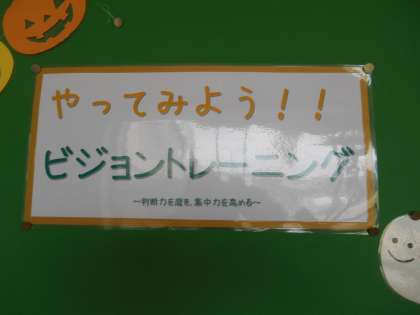 やってみよう!!
ビジョントレーニング
～判断力を磨き、集中力を高める～